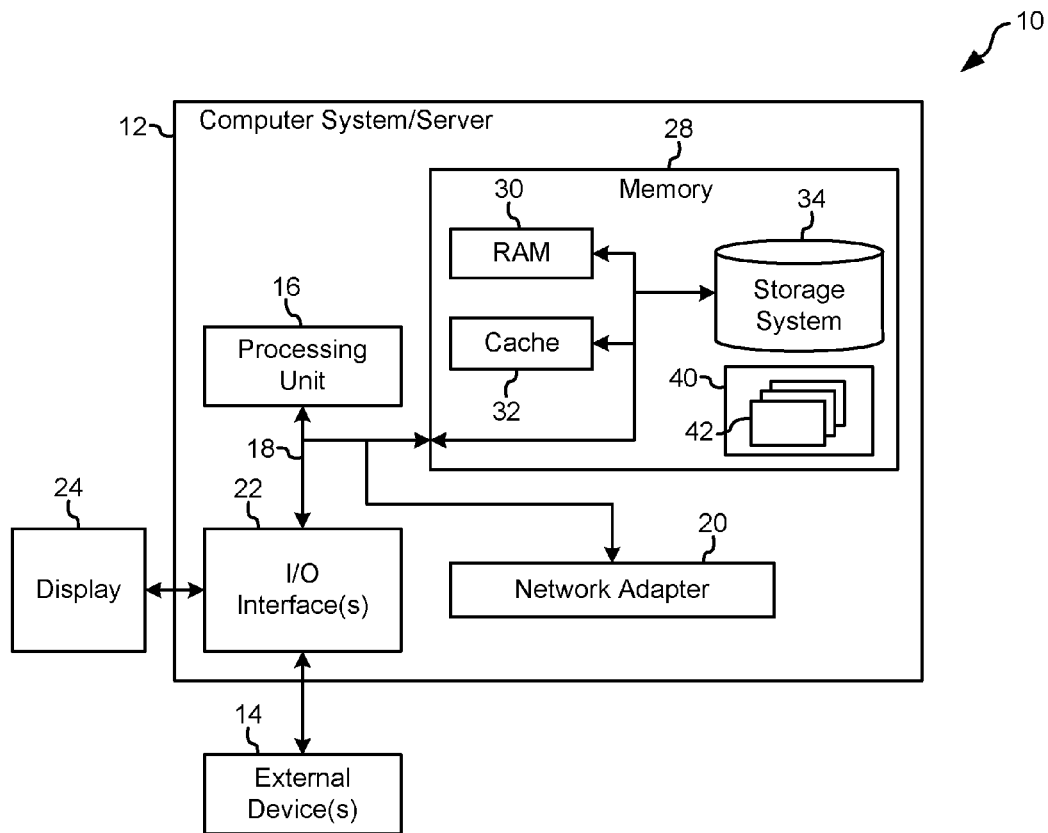 10
12
Computer System/Server
28
Memory
30
RAM
34
Storage
System
16
Processing
Unit
Cache
32
40
42
18
24
Display
22
I/O
Interface(s)
20
Network Adapter
14
External
Device(s)